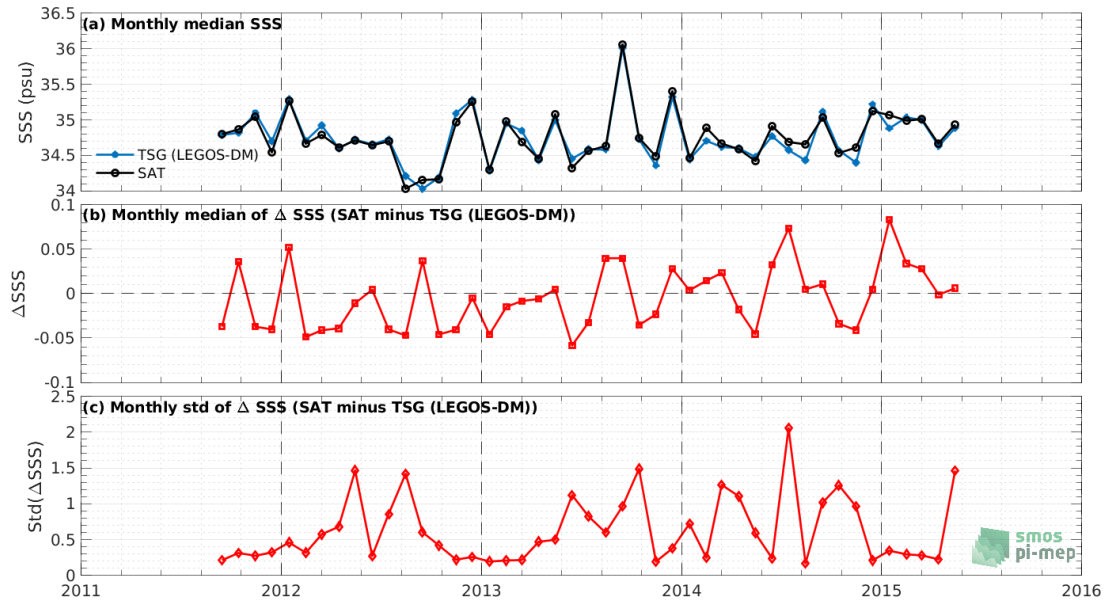 (a) Monthly median SSS
36.5
36
35.5
35
34.5
34
SSS (psu)
TSG (LEGOS-DM)
SAT
(b) Monthly median of Δ SSS (SAT minus TSG (LEGOS-DM))
0.1
0.05
0
-0.05
-0.1
ΔSSS
(c) Monthly std of Δ SSS (SAT minus TSG (LEGOS-DM))
2.5
2
1.5
1
0.5
0
Std(ΔSSS)
smos
pi-mep
2011 2012 2013 2014 2015 2016